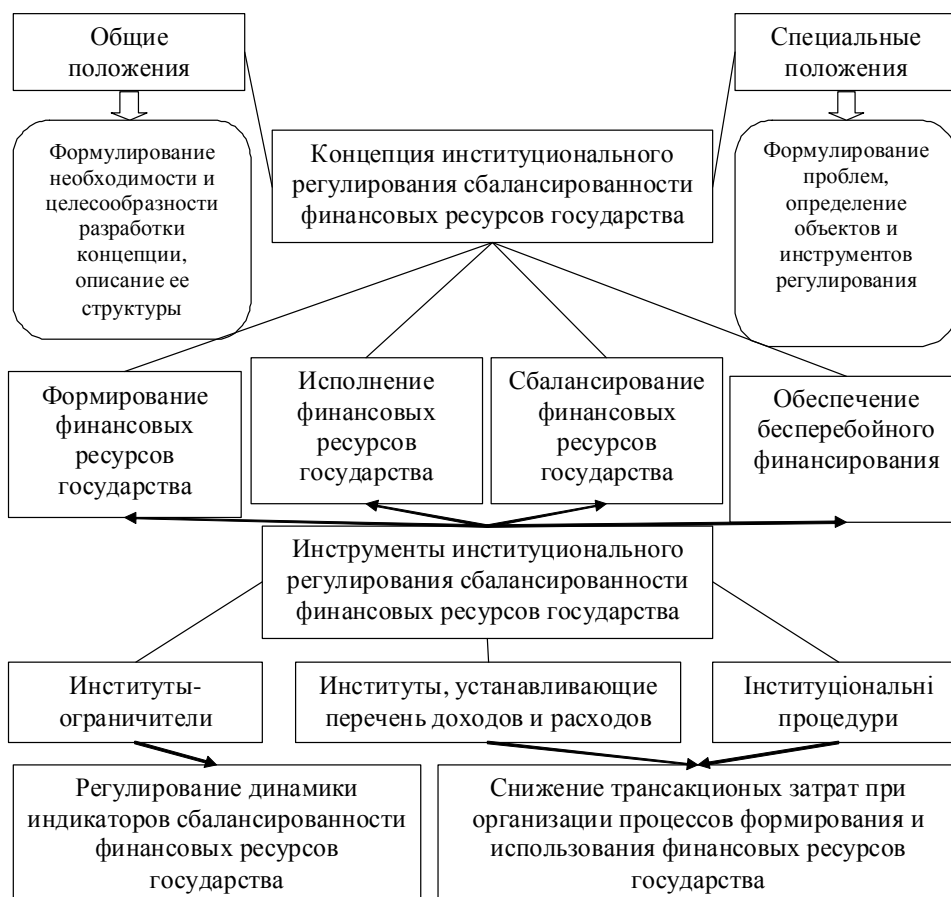 Общие
положения
Специальные
положения
Формулирование
необходимости и
целесообразности
разработки
концепции,
описание ее
структуры
Концепция институционального
регулирования сбалансированности
финансовых ресурсов государства
Формулирование
проблем,
определение
объектов и
инструментов
регулирования
Формирование
финансовых
ресурсов
государства
Исполнение
финансовых
ресурсов
государства
Сбалансирование
финансовых
ресурсов
государства
Обеспечение
бесперебойного
финансирования
Инструменты институционального
регулирования сбалансированности
финансовых ресурсов государства
Институты-
ограничители
Институты, устанавливающие
перечень доходов и расходов
Інституціональні
процедури
Регулирование динамики
индикаторов сбалансированности
финансовых ресурсов
государства
Снижение трансакционых затрат при
организации процессов формирования и
использования финансовых ресурсов
государства